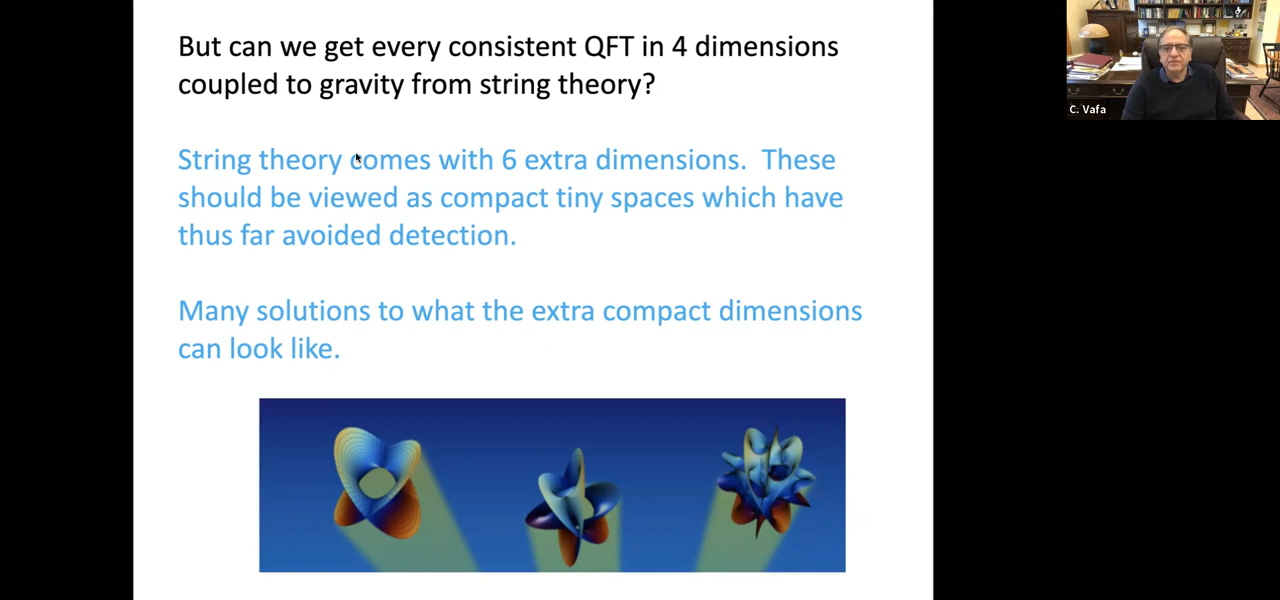 But can we get every consistent QFT in 4 dimensions
coupled to gravity from string theory?
String theory comes with 6 extra dimensions. These
should be viewed as compact tiny spaces which have
thus far avoided detection.
Many solutions to what the extra compact dimensions
can look like.
C. Vafa